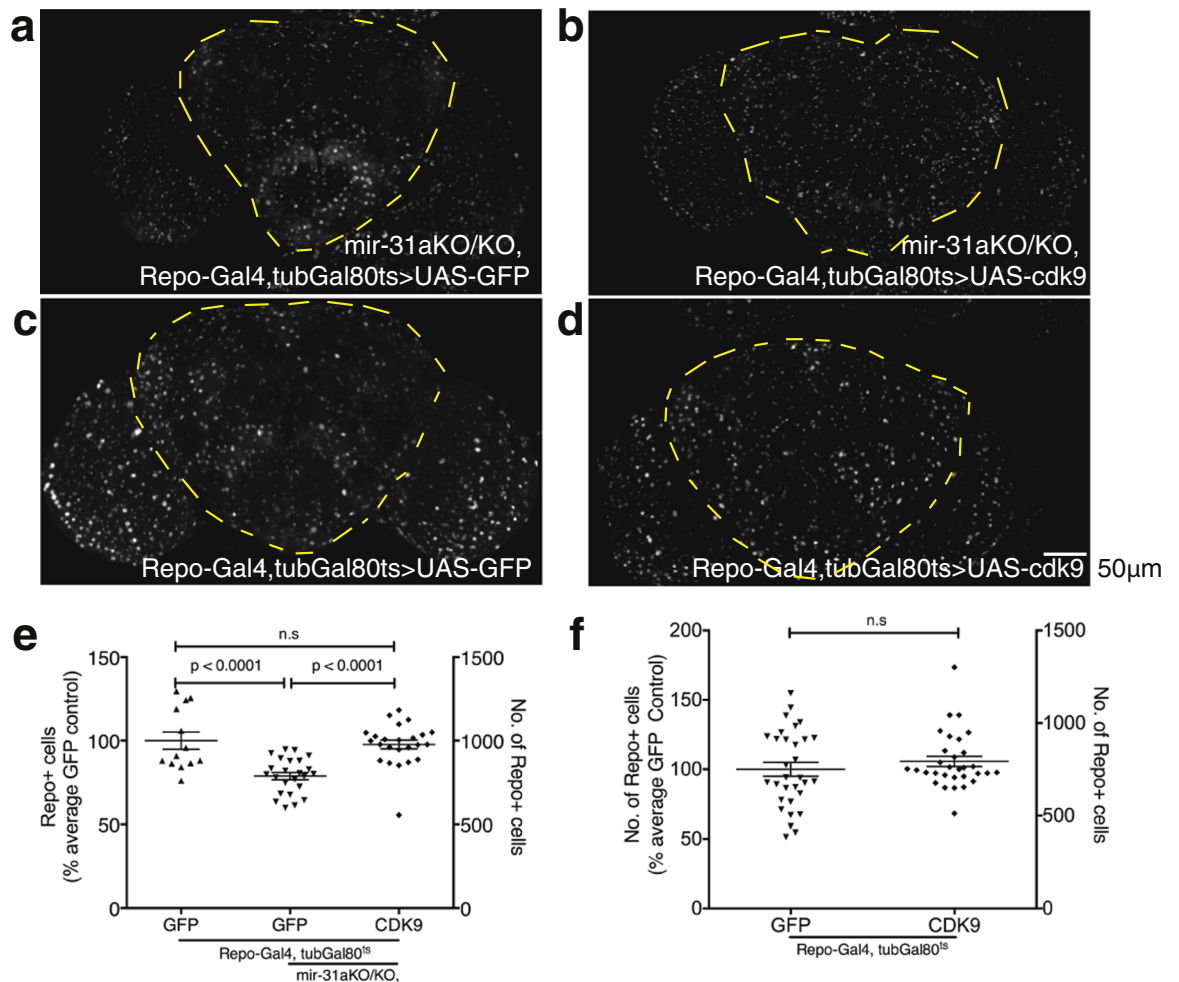 a
mir-31aKO/KO,
Repo-Gal4,tubGal80ts>UAS-GFP
b
mir-31aKO/KO,
Repo-Gal4,tubGal80ts>UAS-cdk9
c
Repo-Gal4,tubGal80ts>UAS-GFP
d
Repo-Gal4,tubGal80ts>UAS-cdk9
50μm
e
n.s
p < 0.0001
p < 0.0001
Repo+ cells
(% average GFP control)
150
100
50
0
1500
1000
500
0
No. of Repo+ cells
GFP
GFP
CDK9
Repo-Gal4, tubGal80ts
mir-31aKO/KO,
f
n.s
No. of Repo+ cells
(% average GFP Control)
200
150
100
50
0
1500
1000
500
0
No. of Repo+ cells
GFP
CDK9
Repo-Gal4, tubGal80ts